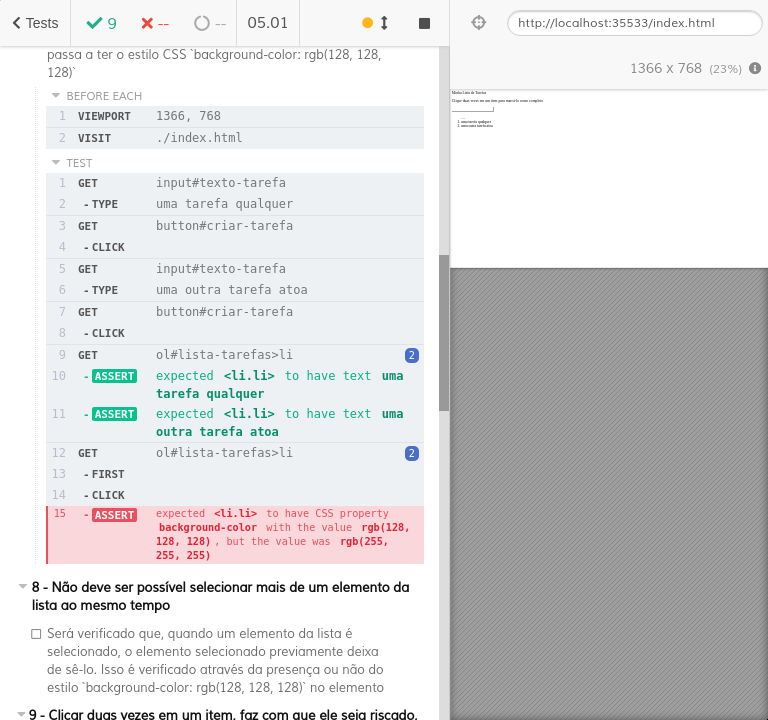 Tests
9
--
--
05.01
http://localhost:35533/index.html
1366 x 768 (23%)
passa a ter o estilo CSS `background-color: rgb(128, 128,
128)`
BEFORE EACH
1 VIEWPORT 1366, 768
2 VISIT ./index.html
TEST
1 GET input#texto-tarefa
2 -TYPE uma tarefa qualquer
3 GET button#criar-tarefa
4 -CLICK
5 GET input#texto-tarefa
6 -TYPE uma outra tarefa atoa
7 GET button#criar-tarefa
8 -CLICK
9 GET ol#lista-tarefas>li 2
10 -ASSERT expected <li.li> to have text uma
tarefa qualquer
11 -ASSERT expected <li.li> to have text uma
outra tarefa atoa
12 GET ol#lista-tarefas>li 2
13 -FIRST
14 -CLICK
15 -ASSERT expected <li.li> to have CSS property
background-color with the value rgb(128,
128, 128), but the value was rgb(255,
255, 255)
8 - Não deve ser possível selecionar mais de um elemento da
lista ao mesmo tempo
Será verificado que, quando um elemento da lista é
selecionado, o elemento selecionado previamente deixa
de sê-lo. Isso é verificado através da presença ou não do
estilo `background-color: rgb(128, 128, 128)` no elemento
9 - Clicar duas vezes em um item, faz com que ele seja riscado,
Minha Lista de Tarefas
Clique duas vezes em um item para marcá-lo como completo
1. uma tarefa qualquer
2. uma outra tarefa atoa